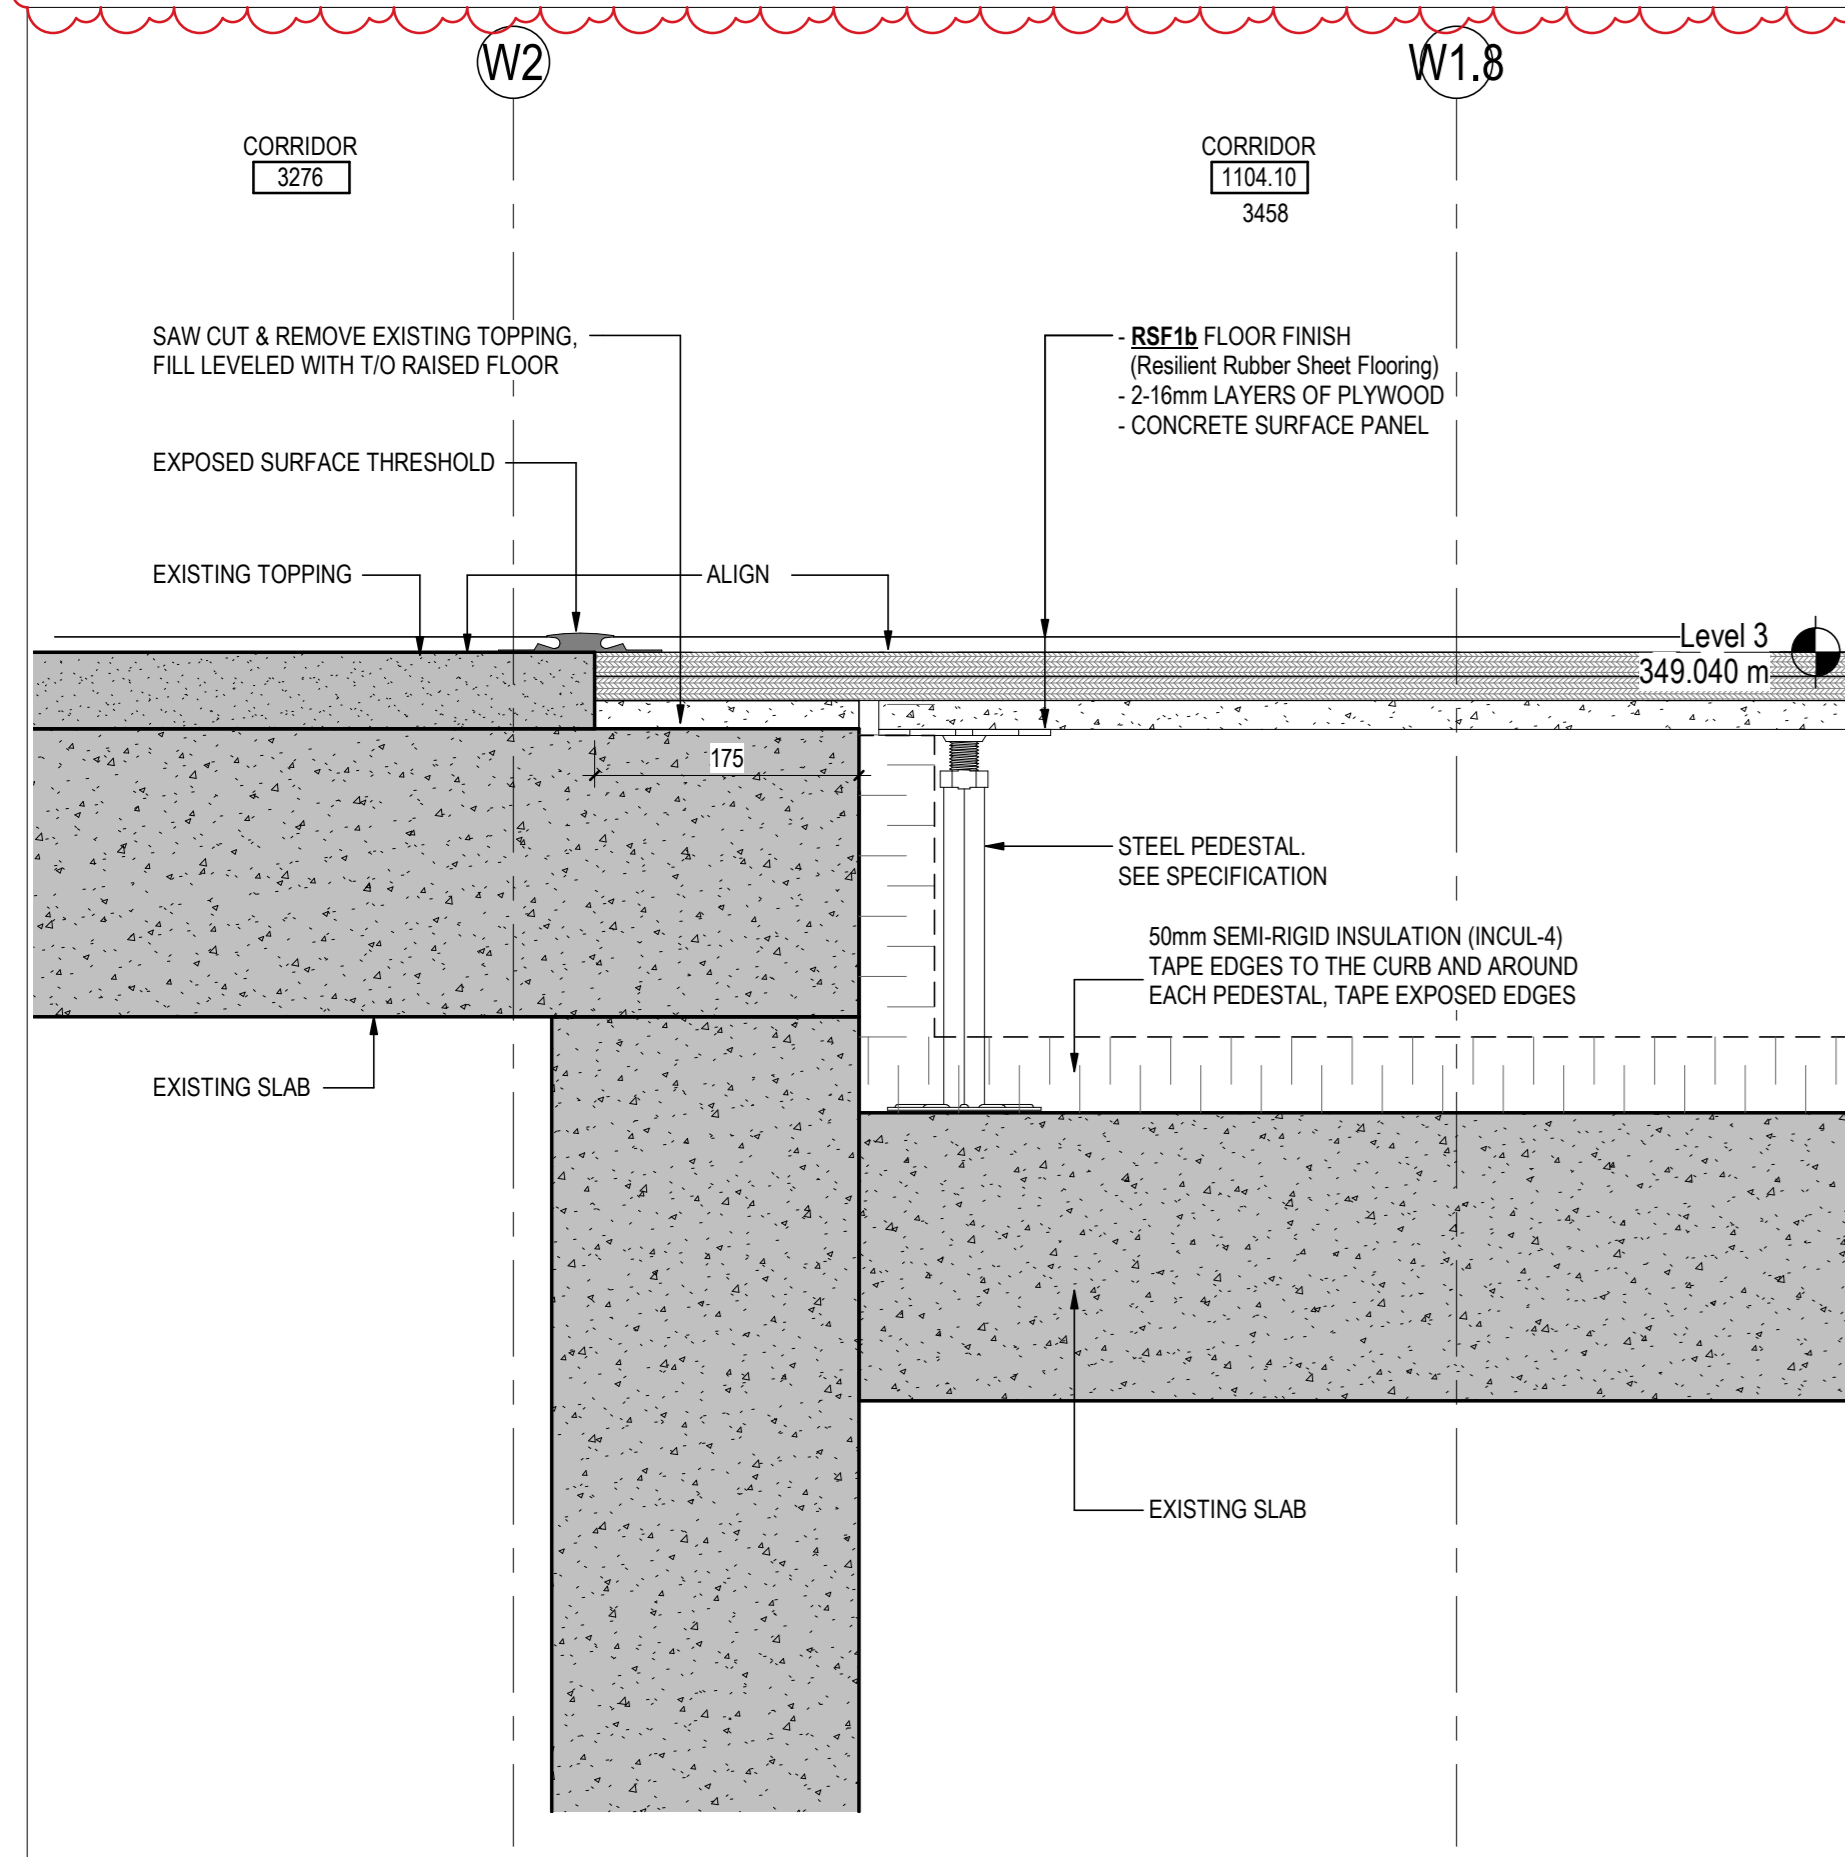 W2
W1.8
CORRIDOR
3276
CORRIDOR
1104.10
3458
SAW CUT & REMOVE EXISTING TOPPING,
FILL LEVELED WITH T/O RAISED FLOOR
- RSF1b FLOOR FINISH
(Resilient Rubber Sheet Flooring)
- 2-16mm LAYERS OF PLYWOOD
- CONCRETE SURFACE PANEL
EXPOSED SURFACE THRESHOLD
EXISTING TOPPING
ALIGN
Level 3
349.040 m
175
STEEL PEDESTAL.
SEE SPECIFICATION
50mm SEMI-RIGID INSULATION (INCUL-4)
TAPE EDGES TO THE CURB AND AROUND
EACH PEDESTAL, TAPE EXPOSED EDGES
EXISTING SLAB
EXISTING SLAB